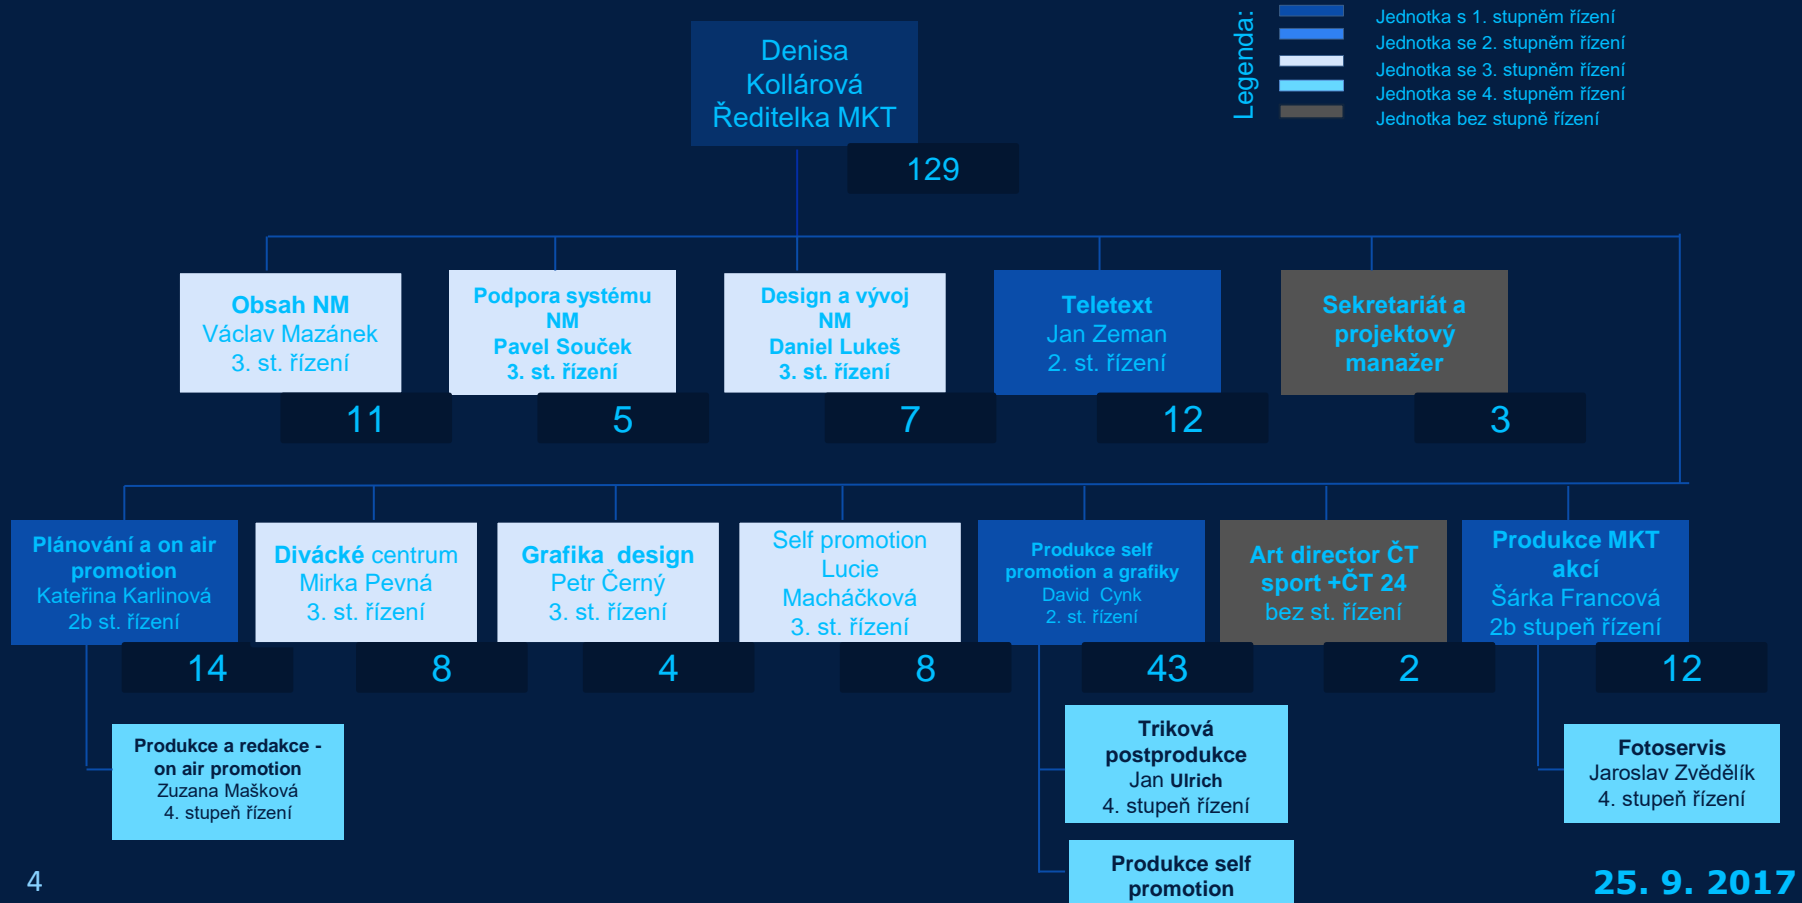 Denisa
Kollárová
Ředitelka MKT
129
Legenda:
Jednotka s 1. stupněm řízení
Jednotka se 2. stupněm řízení
Jednotka se 3. stupněm řízení
Jednotka se 4. stupněm řízení
Jednotka bez stupně řízení
Obsah NM
Václav Mazánek
3. st. řízení
11
Podpora systému
NM
Pavel Souček
3. st. řízení
5
Design a vývoj
NM
Daniel Lukeš
3. st. řízení
7
Teletext
Jan Zeman
2. st. řízení
12
Sekretariát a
projektový
manažer
3
Plánování a on air
promotion
Kateřina Karlinová
2b st. řízení
14
Divácké centrum
Mirka Pevná
3. st. řízení
8
Grafika design
Petr Černý
3. st. řízení
4
Self promotion
Lucie
Macháčková
3. st. řízení
8
Produkce self
promotion a grafiky
David Cynk
2. st. řízení
43
Art director ČT
sport +ČT 24
bez st. řízení
2
Produkce MKT
akcí
Šárka Francová
2b stupeň řízení
12
Produkce a redakce -
on air promotion
Zuzana Mašková
4. stupeň řízení
Triková
postprodukce
Jan Ulrich
4. stupeň řízení
Fotoservis
Jaroslav Zvědělík
4. stupeň řízení
Produkce self
promotion
4
25. 9. 2017